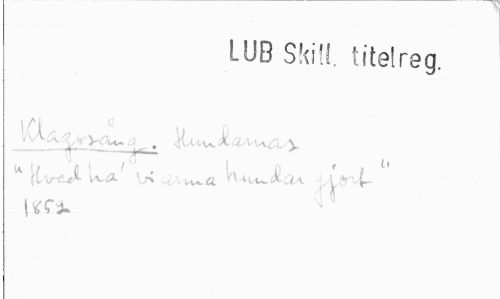 LUB Skill. titelreg.
Klagosång. Hundarnas
"Hvad ha' vi arma hundar gjort"
1852